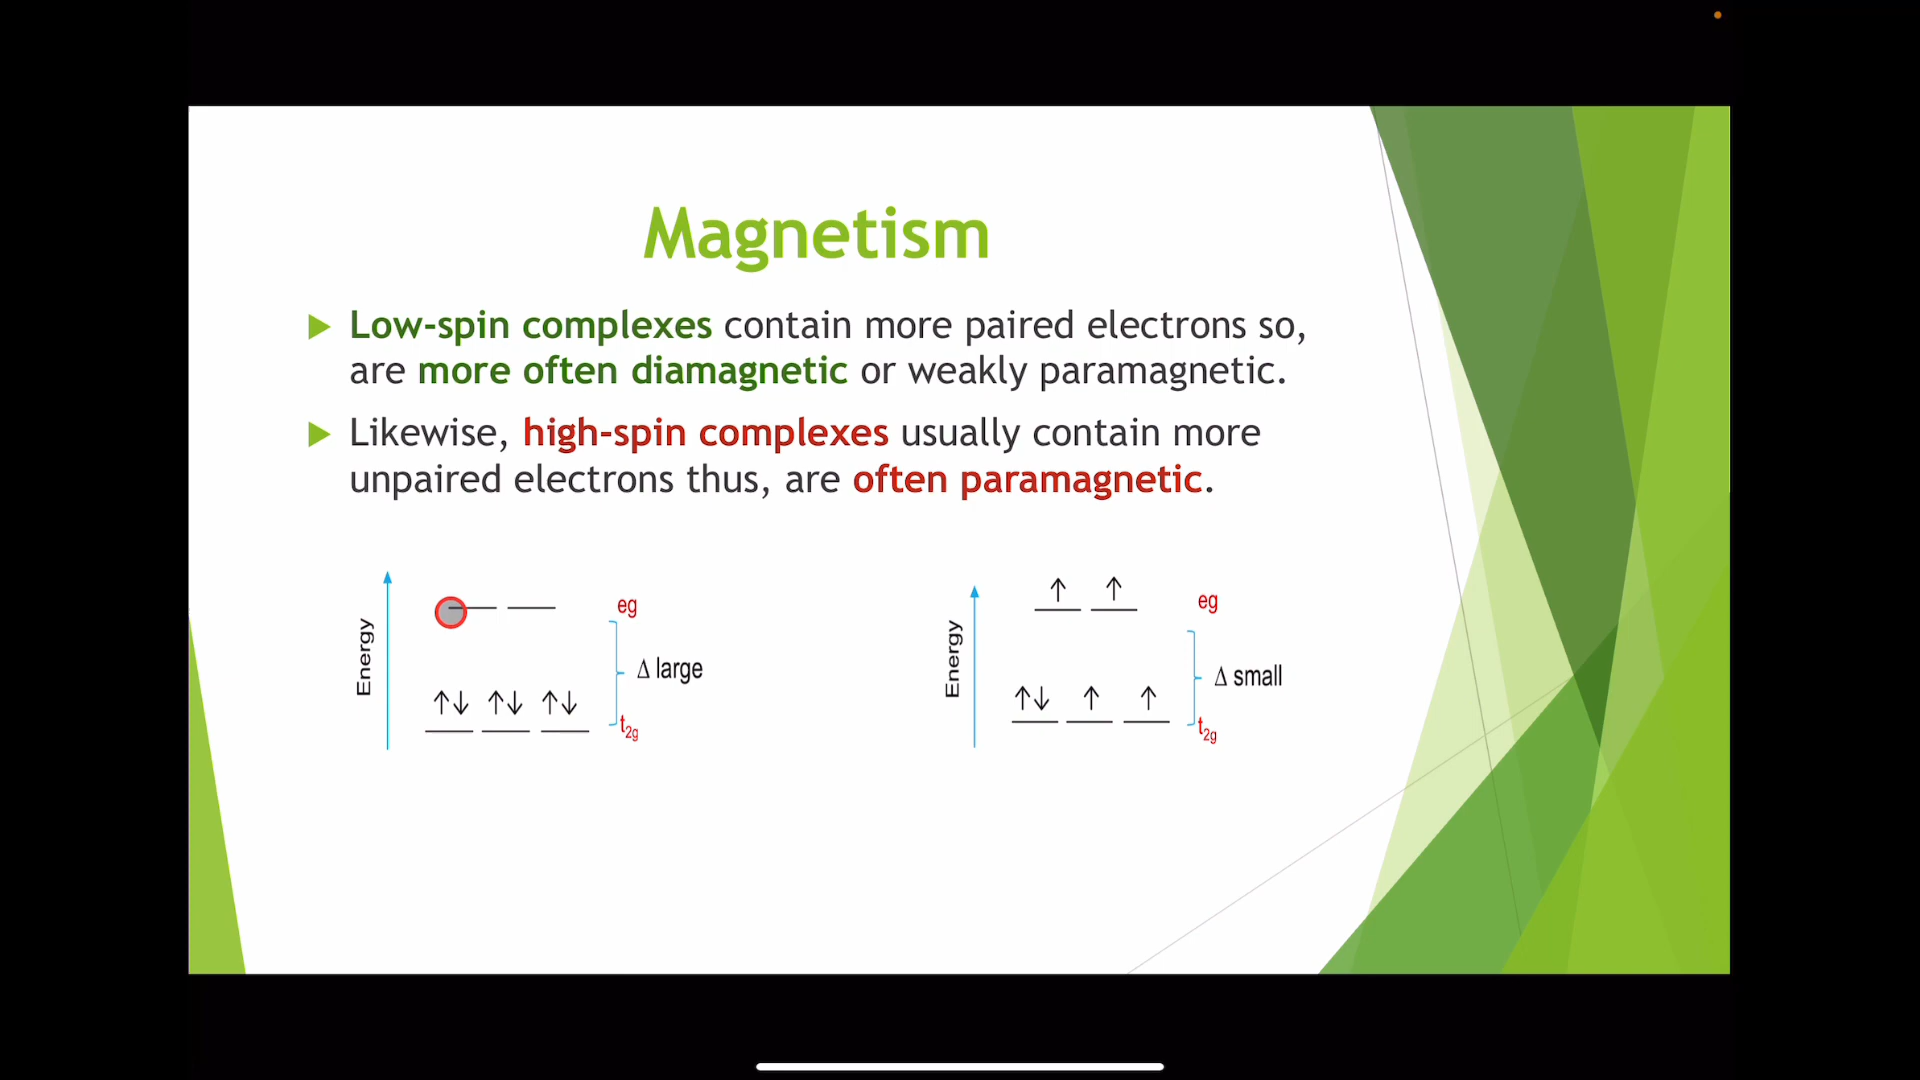 Magnetism
Low-spin complexes contain more paired electrons so,
are more often diamagnetic or weakly paramagnetic.
Likewise, high-spin complexes usually contain more
unpaired electrons thus, are often paramagnetic.
Energy
eg
Δ large
↑↓ ↑↓ ↑↓
t2g
Energy
↑ ↑
eg
Δ small
↑↓ ↑ ↑
t2g